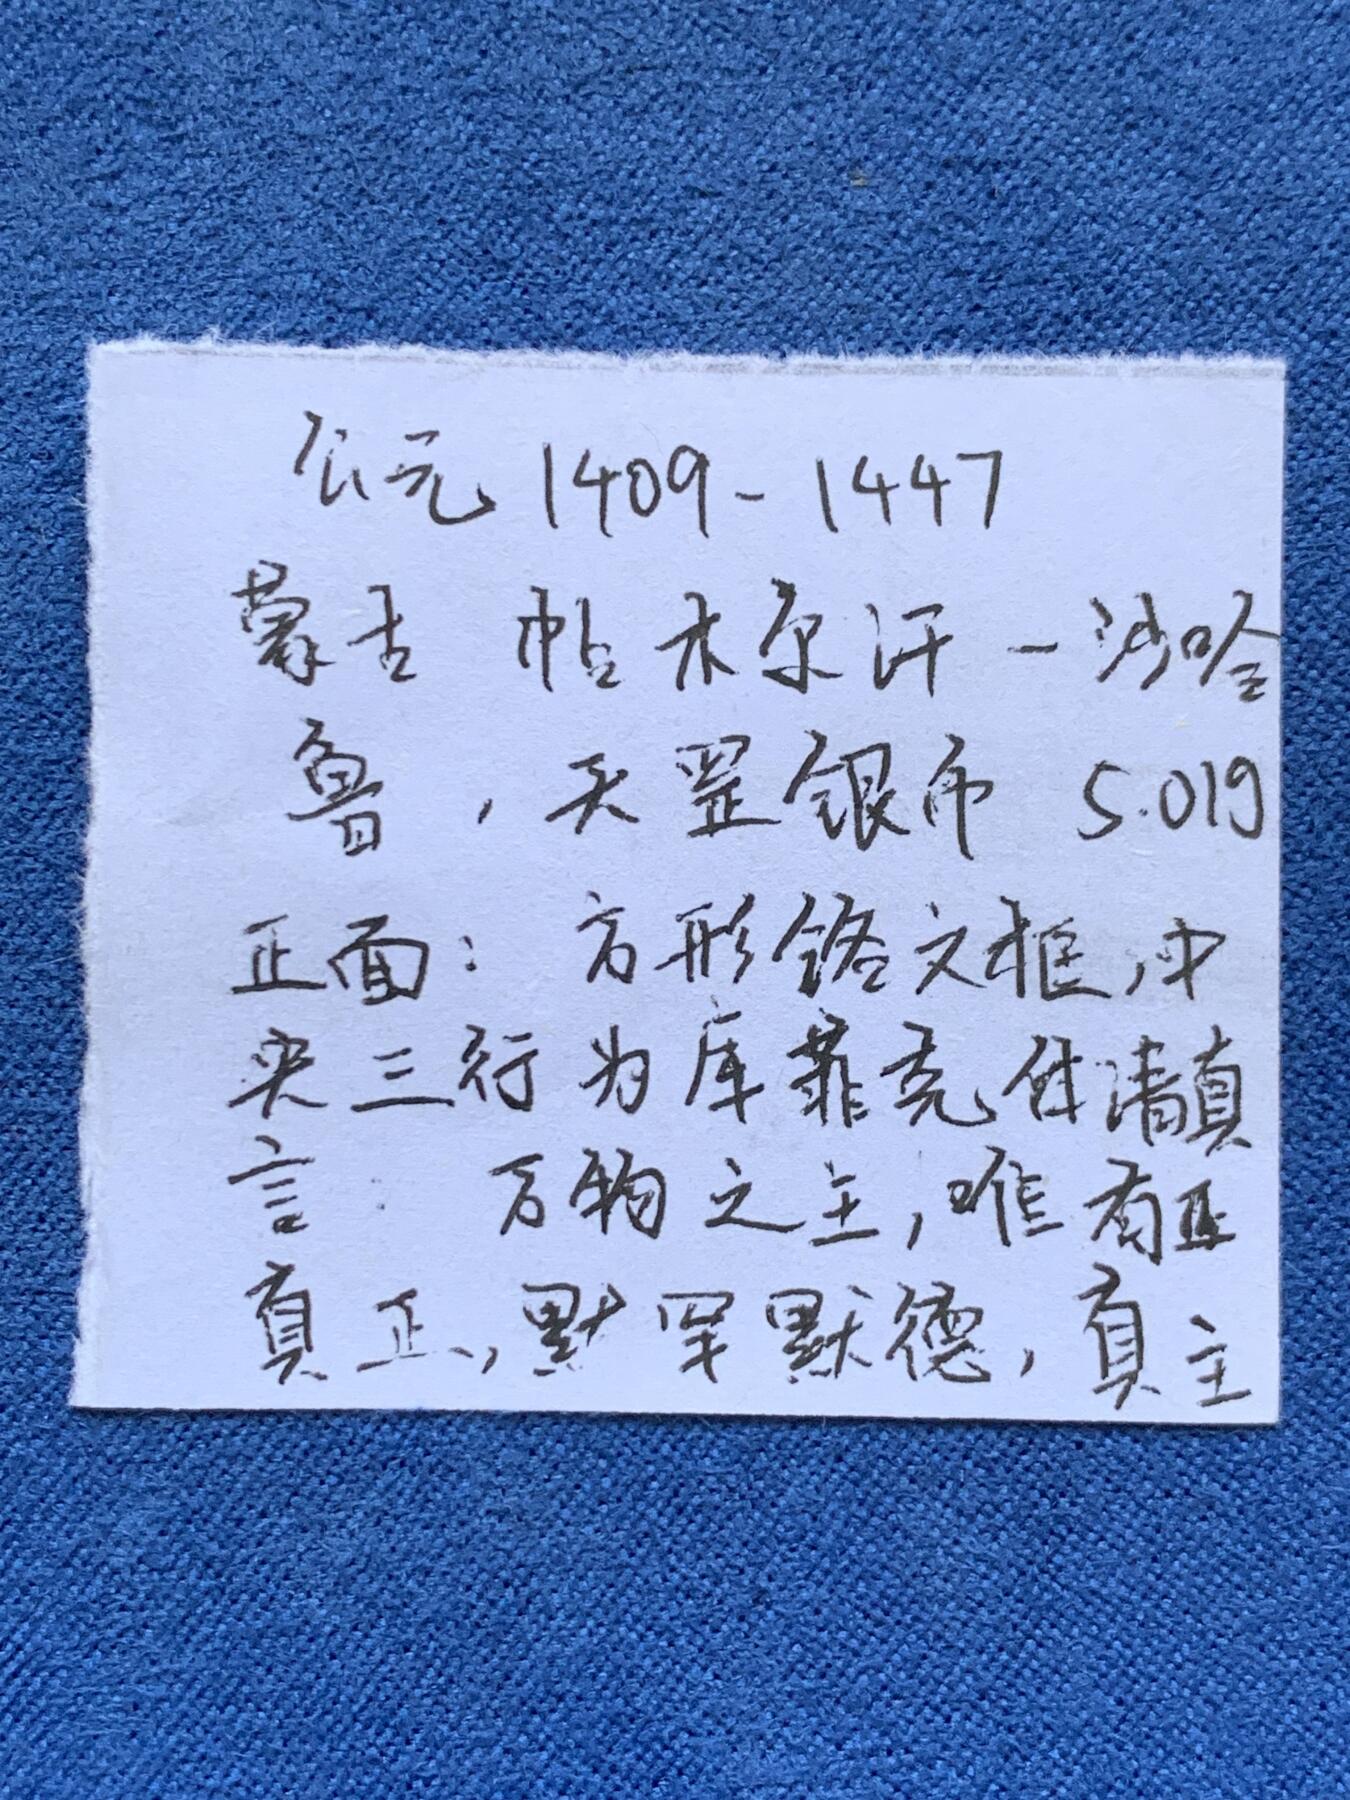 公元 1409-1447
蒙古 帖木尔汗-沙哈
鲁,天罡银币 5.01g
正面: 方形铭文框,中
央三行为库菲克体清真
言 万物之主,唯有
真正,默罕默德,真主